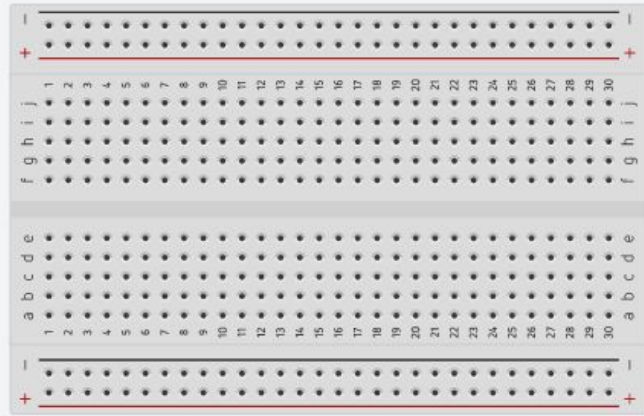 − −
+ +
1 2 3 4 5 6 7 8 9 10 11 12 13 14 15 16 17 18 19 20 21 22 23 24 25 26 27 28 29 30
j j
i i
h h
g g
f f
e e
d d
c c
b b
a a
1 2 3 4 5 6 7 8 9 10 11 12 13 14 15 16 17 18 19 20 21 22 23 24 25 26 27 28 29 30
− −
+ +